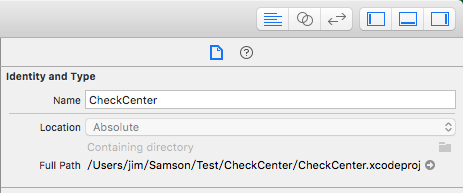 Identity and Type
Name CheckCenter
Location Absolute
Containing directory
Full Path /Users/jim/Samson/Test/CheckCenter/CheckCenter.xcodeproj